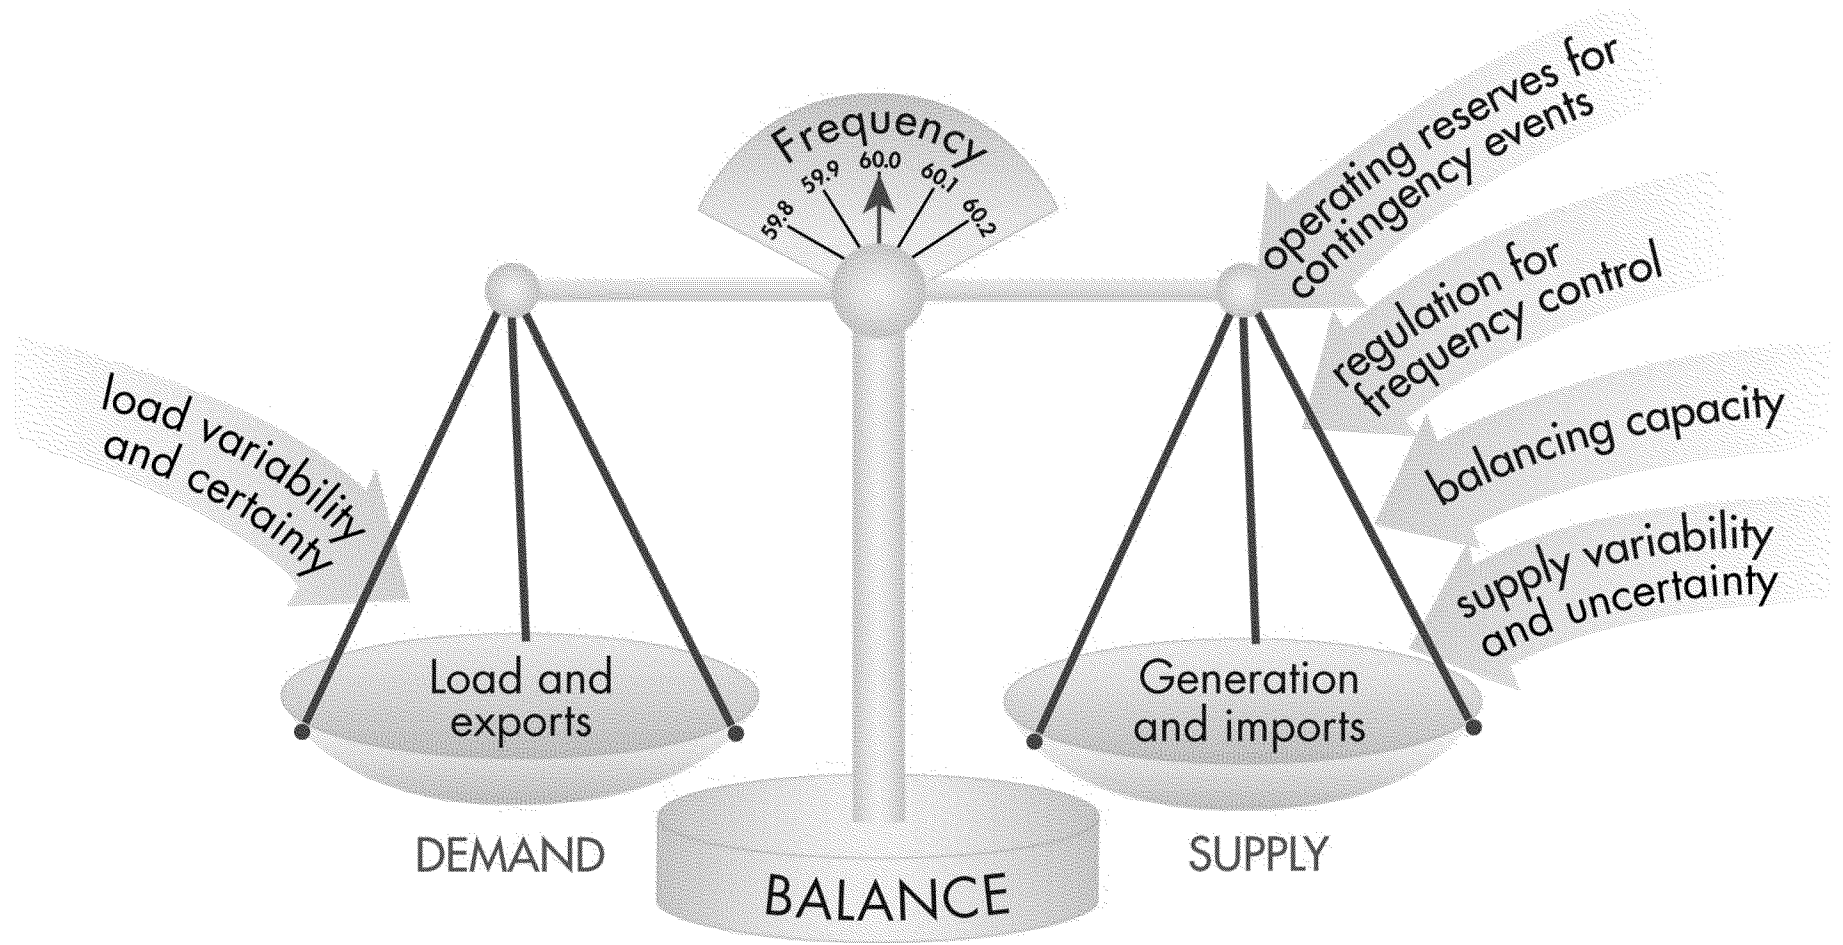 Frequency
59.8
59.9
60.0
60.1
60.2
load variability
and certainty
operating reserves for
contingency events
regulation for
frequency control
balancing capacity
supply variability
and uncertainty
Load and
exports
Generation
and imports
DEMAND
SUPPLY
BALANCE